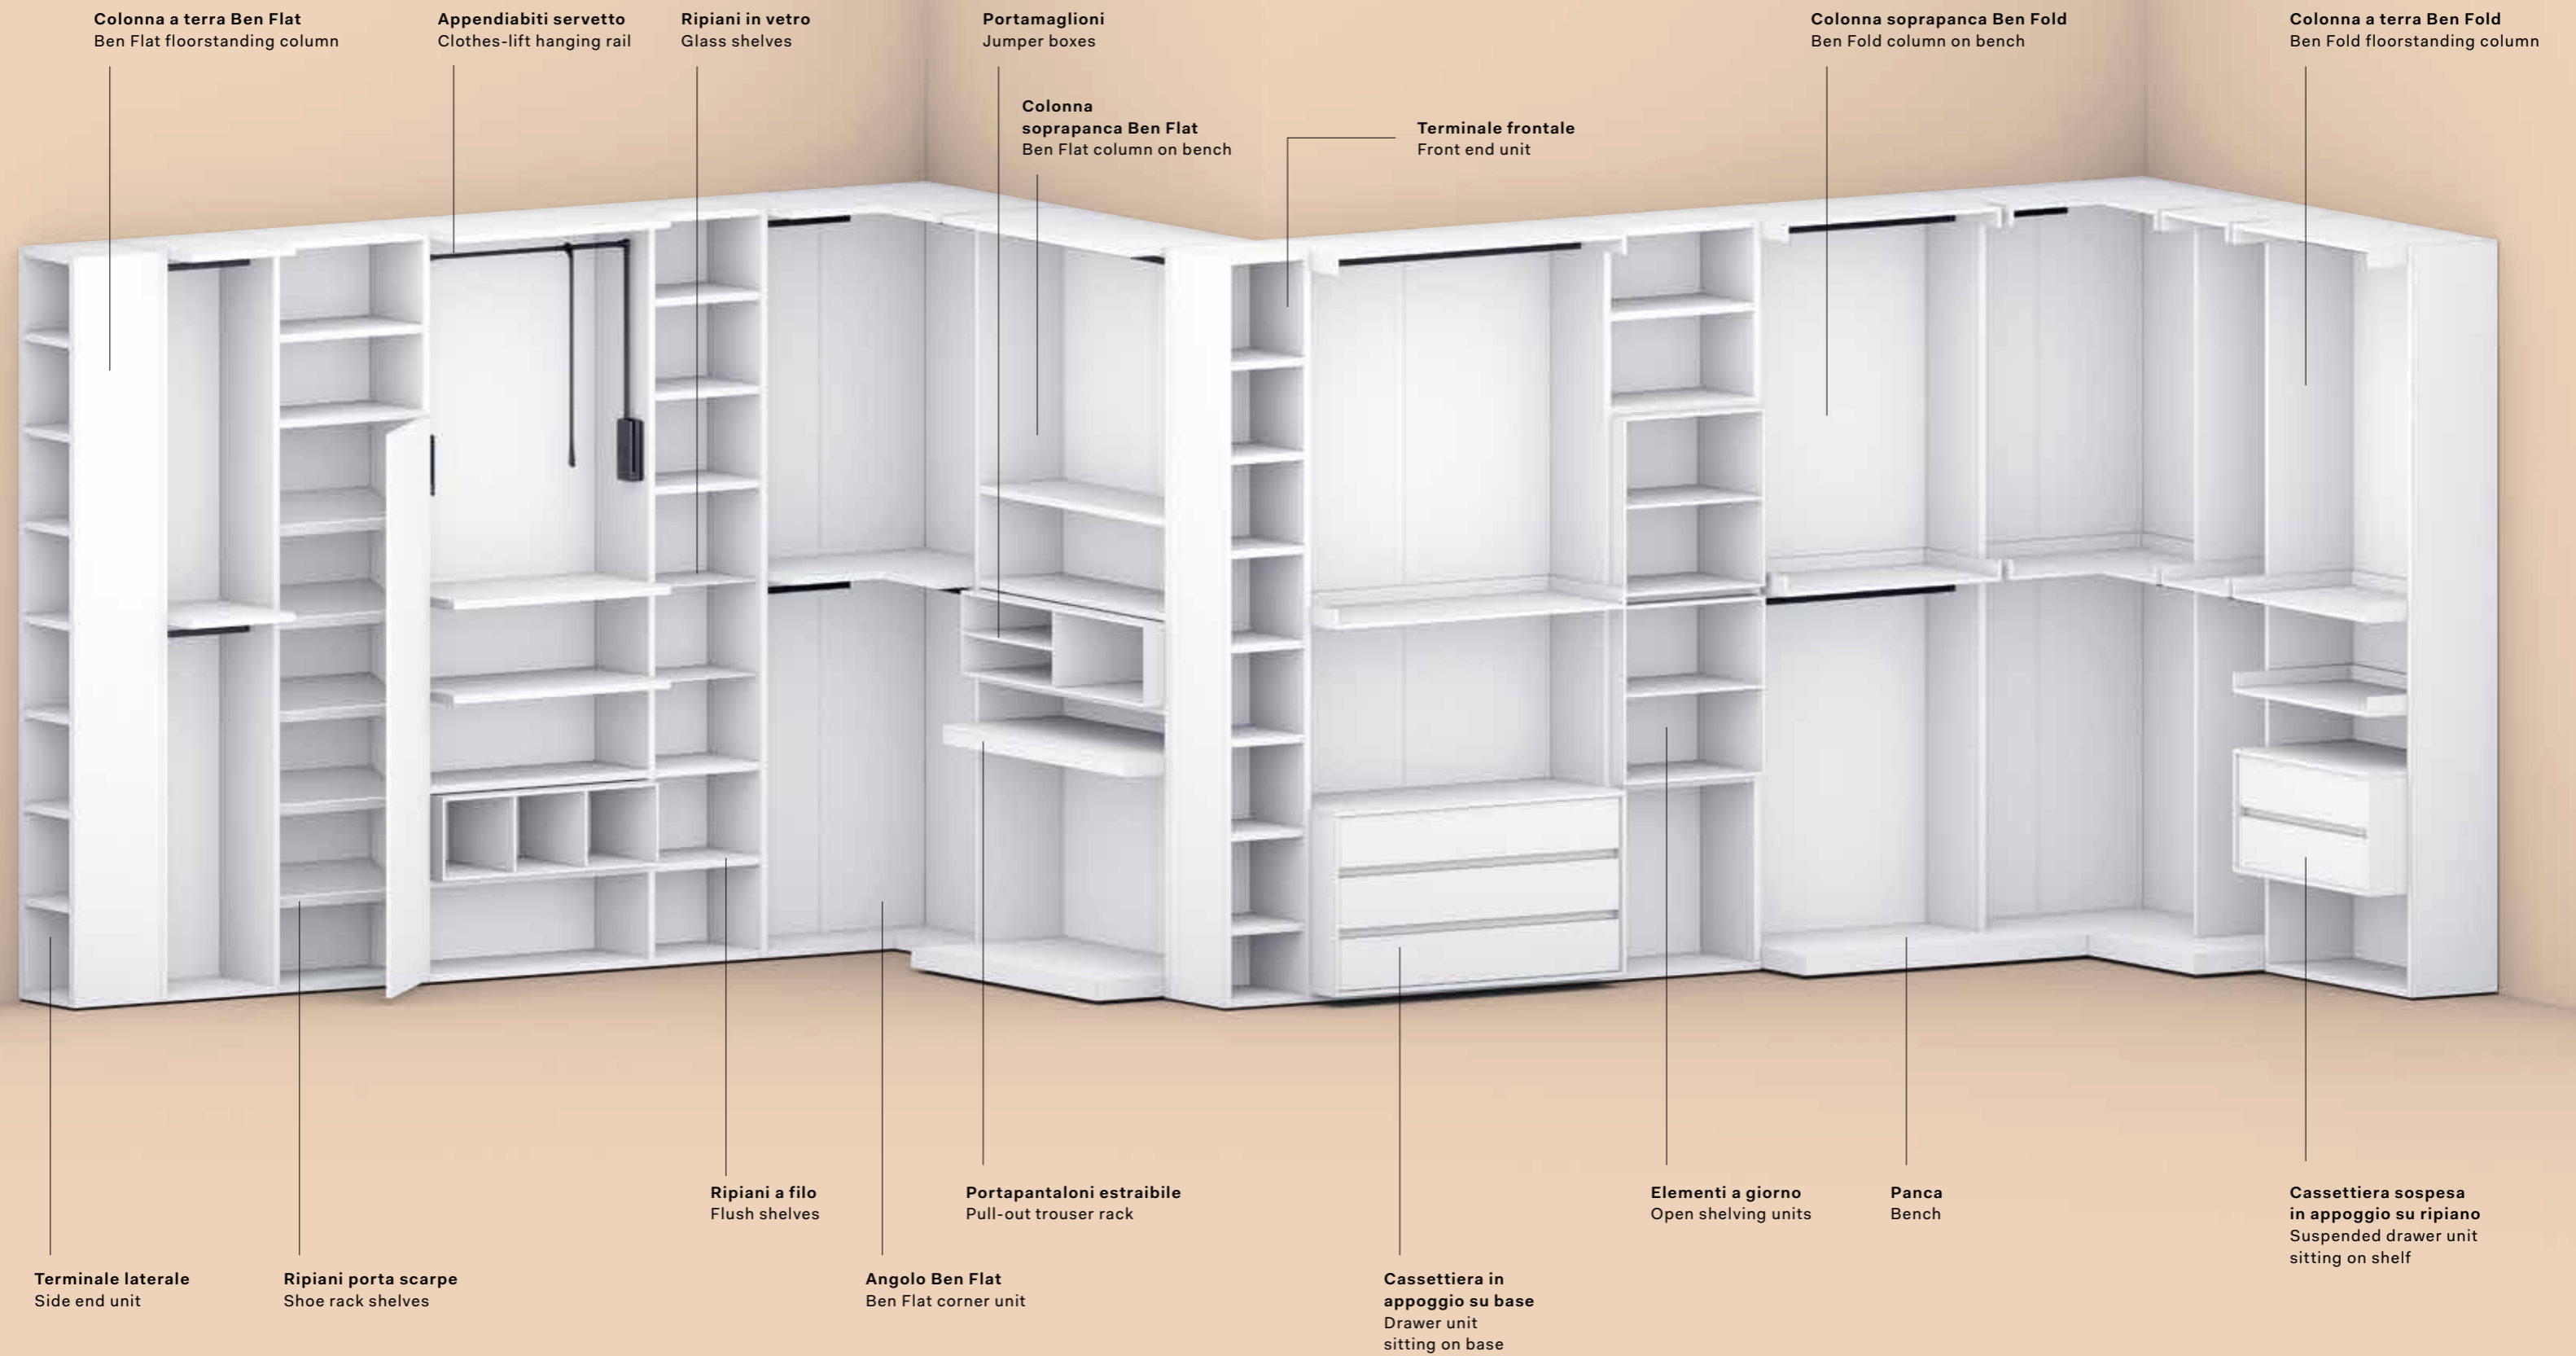 Colonna a terra Ben Flat
Ben Flat floorstanding column
Appendiabiti servetto
Clothes-lift hanging rail
Ripiani in vetro
Glass shelves
Portamaglioni
Jumper boxes
Colonna
soprapanca Ben Flat
Ben Flat column on bench
Terminale frontale
Front end unit
Colonna soprapanca Ben Fold
Ben Fold column on bench
Colonna a terra Ben Fold
Ben Fold floorstanding column
Terminale laterale
Side end unit
Ripiani porta scarpe
Shoe rack shelves
Ripiani a filo
Flush shelves
Angolo Ben Flat
Ben Flat corner unit
Portapantaloni estraibile
Pull-out trouser rack
Cassettiera in
appoggio su base
Drawer unit
sitting on base
Elementi a giorno
Open shelving units
Panca
Bench
Cassettiera sospesa
in appoggio su ripiano
Suspended drawer unit
sitting on shelf